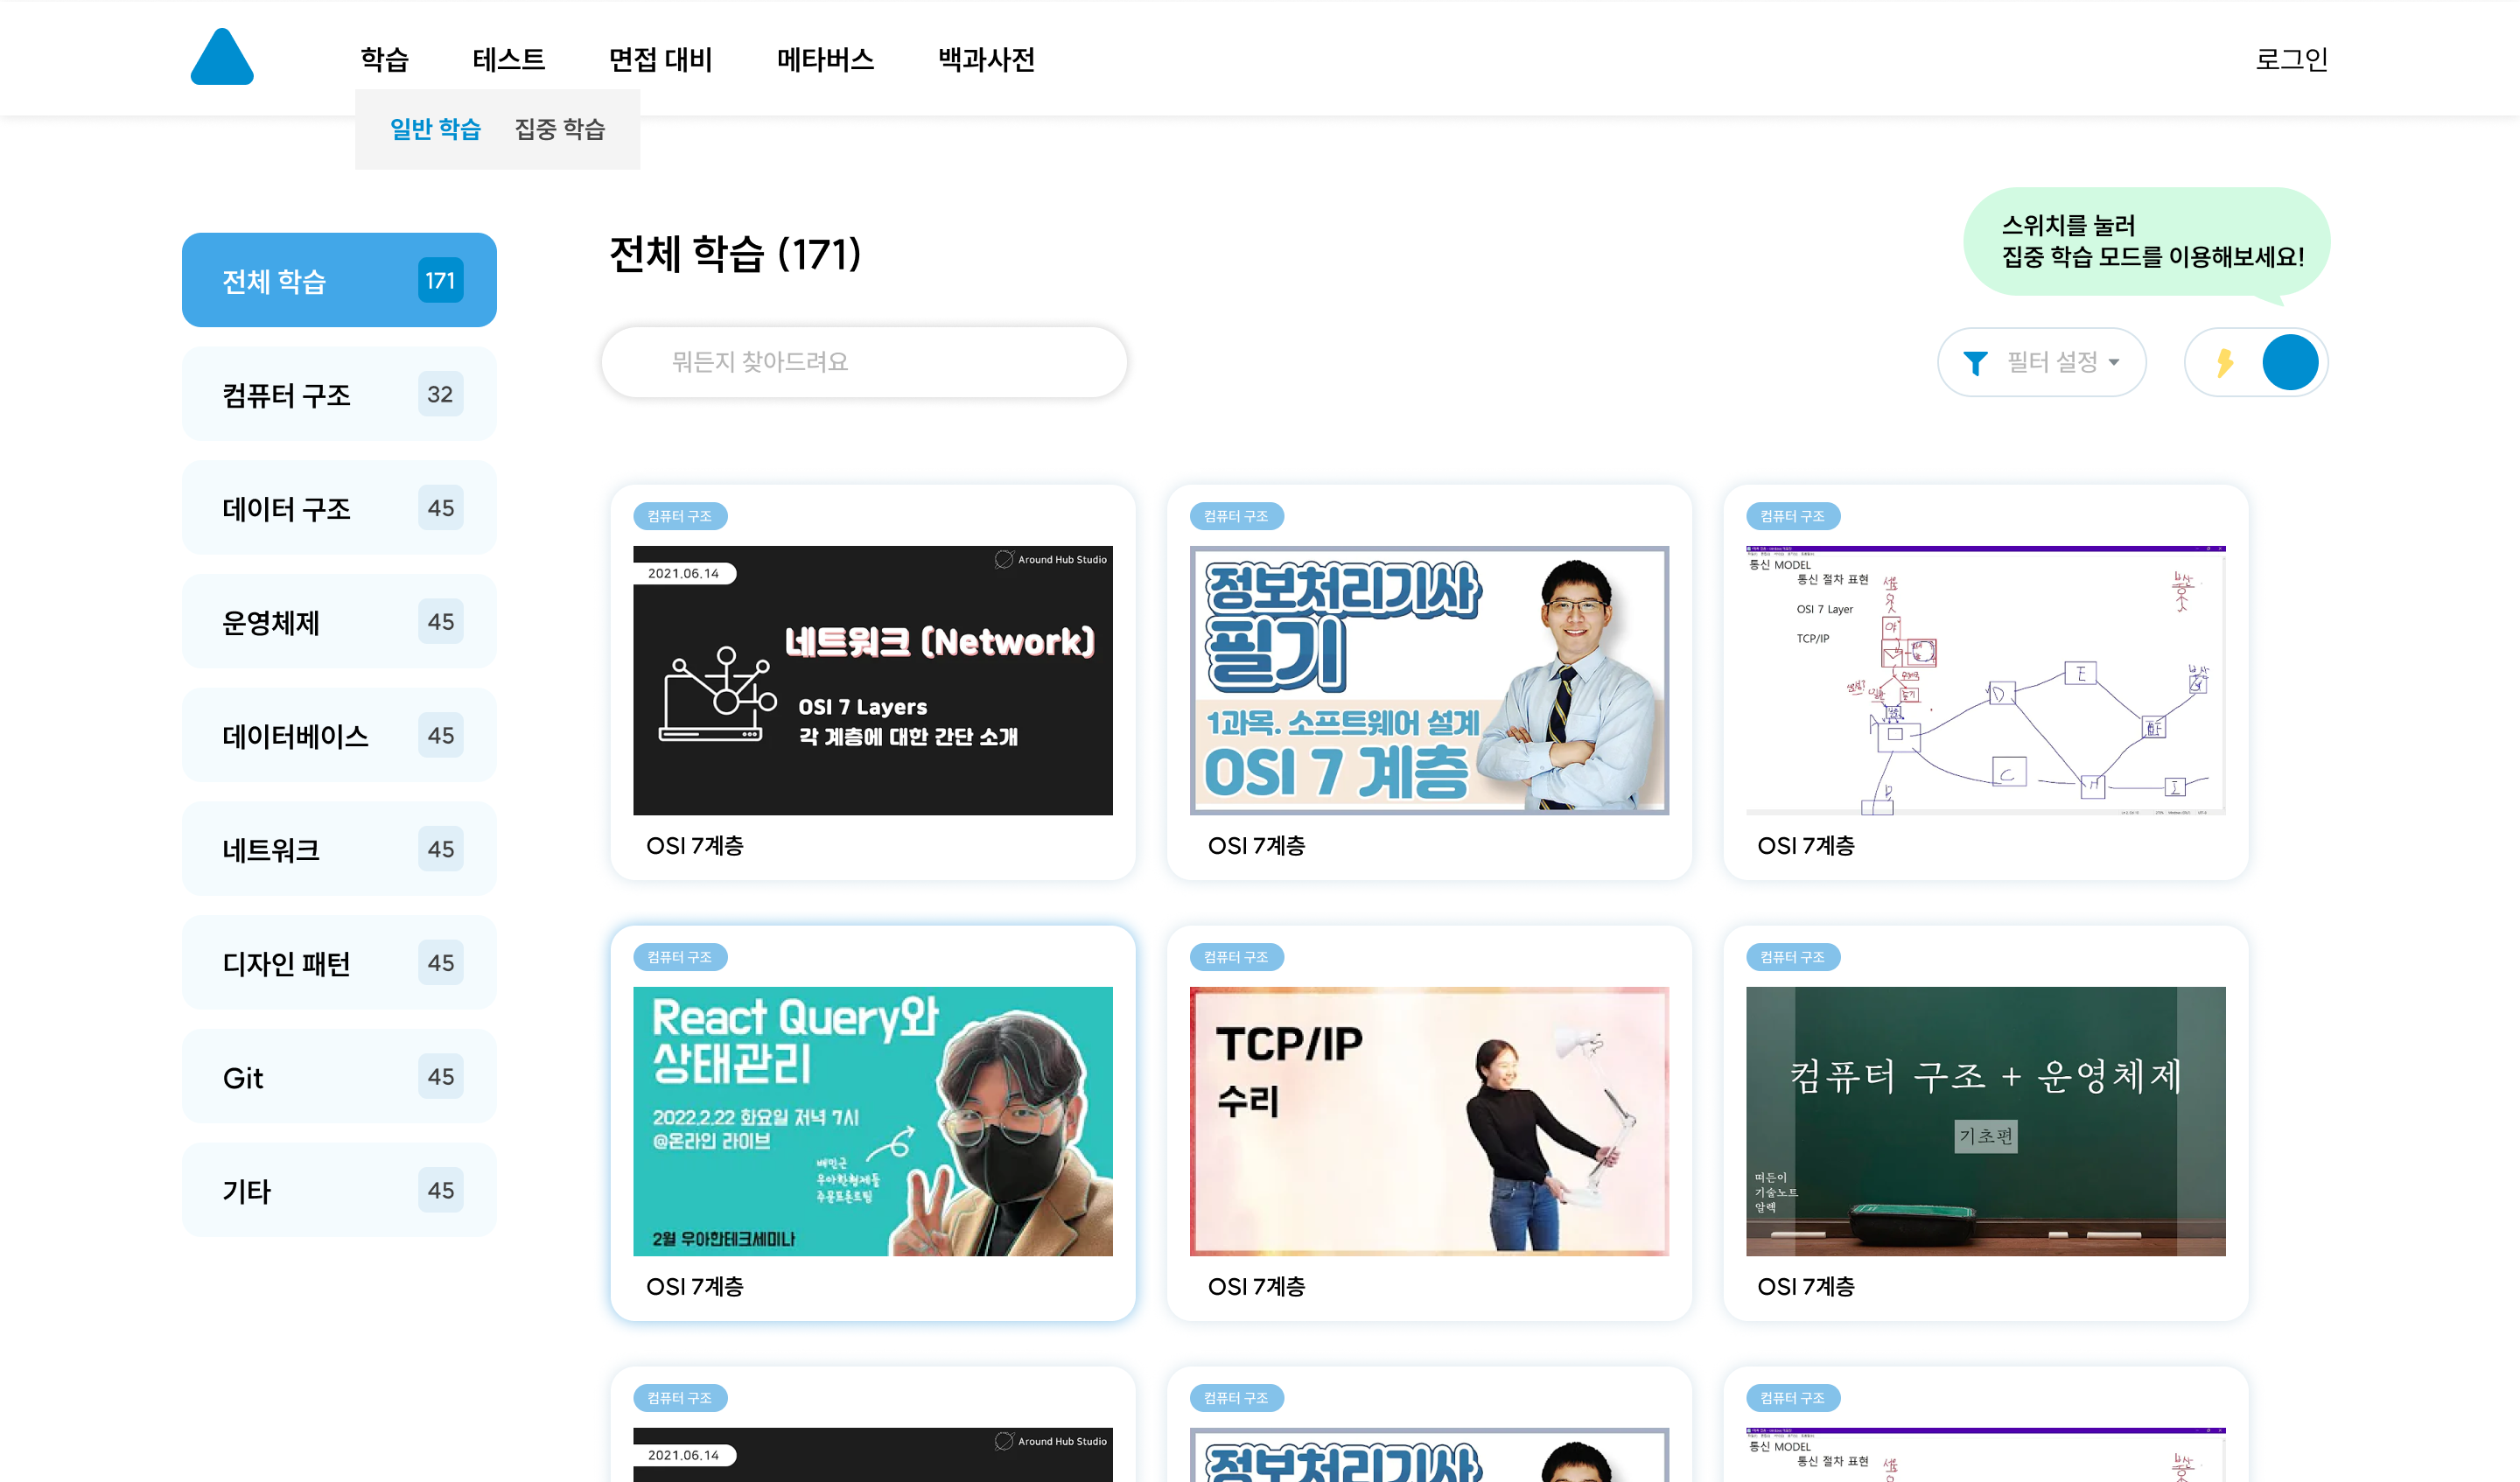 학습 테스트 면접 대비 메타버스 백과사전 로그인
일반 학습 집중 학습
스위치를 눌러
집중 학습 모드를 이용해보세요!
전체 학습 171
컴퓨터 구조 32
데이터 구조 45
운영체제 45
데이터베이스 45
네트워크 45
디자인 패턴 45
Git 45
기타 45
전체 학습 (171)
뭐든지 찾아드려요
필터 설정
컴퓨터 구조
2021.06.14
Around Hub Studio
네트워크 (Network)
OSI 7 Layers
각 계층에 대한 간단 소개
OSI 7계층
컴퓨터 구조
정보처리기사
필기
1과목. 소프트웨어 설계
OSI 7 계층
OSI 7계층
컴퓨터 구조
통신 MODEL
통신 절차 표현
OSI 7 Layer
TCP/IP
D
E
C
H
I
B
OSI 7계층
컴퓨터 구조
React Query와
상태관리
2022.2.22 화요일 저녁 7시
@온라인 라이브
배민근
우아한형제들
주문프론트팀
2월 우아한테크세미나
OSI 7계층
컴퓨터 구조
TCP/IP
수리
OSI 7계층
컴퓨터 구조
컴퓨터 구조 + 운영체제
기초편
떠든이
기술노트
알렉
OSI 7계층
컴퓨터 구조
2021.06.14
Around Hub Studio
컴퓨터 구조
정보처리기사
컴퓨터 구조
통신 MODEL
통신 절차 표현